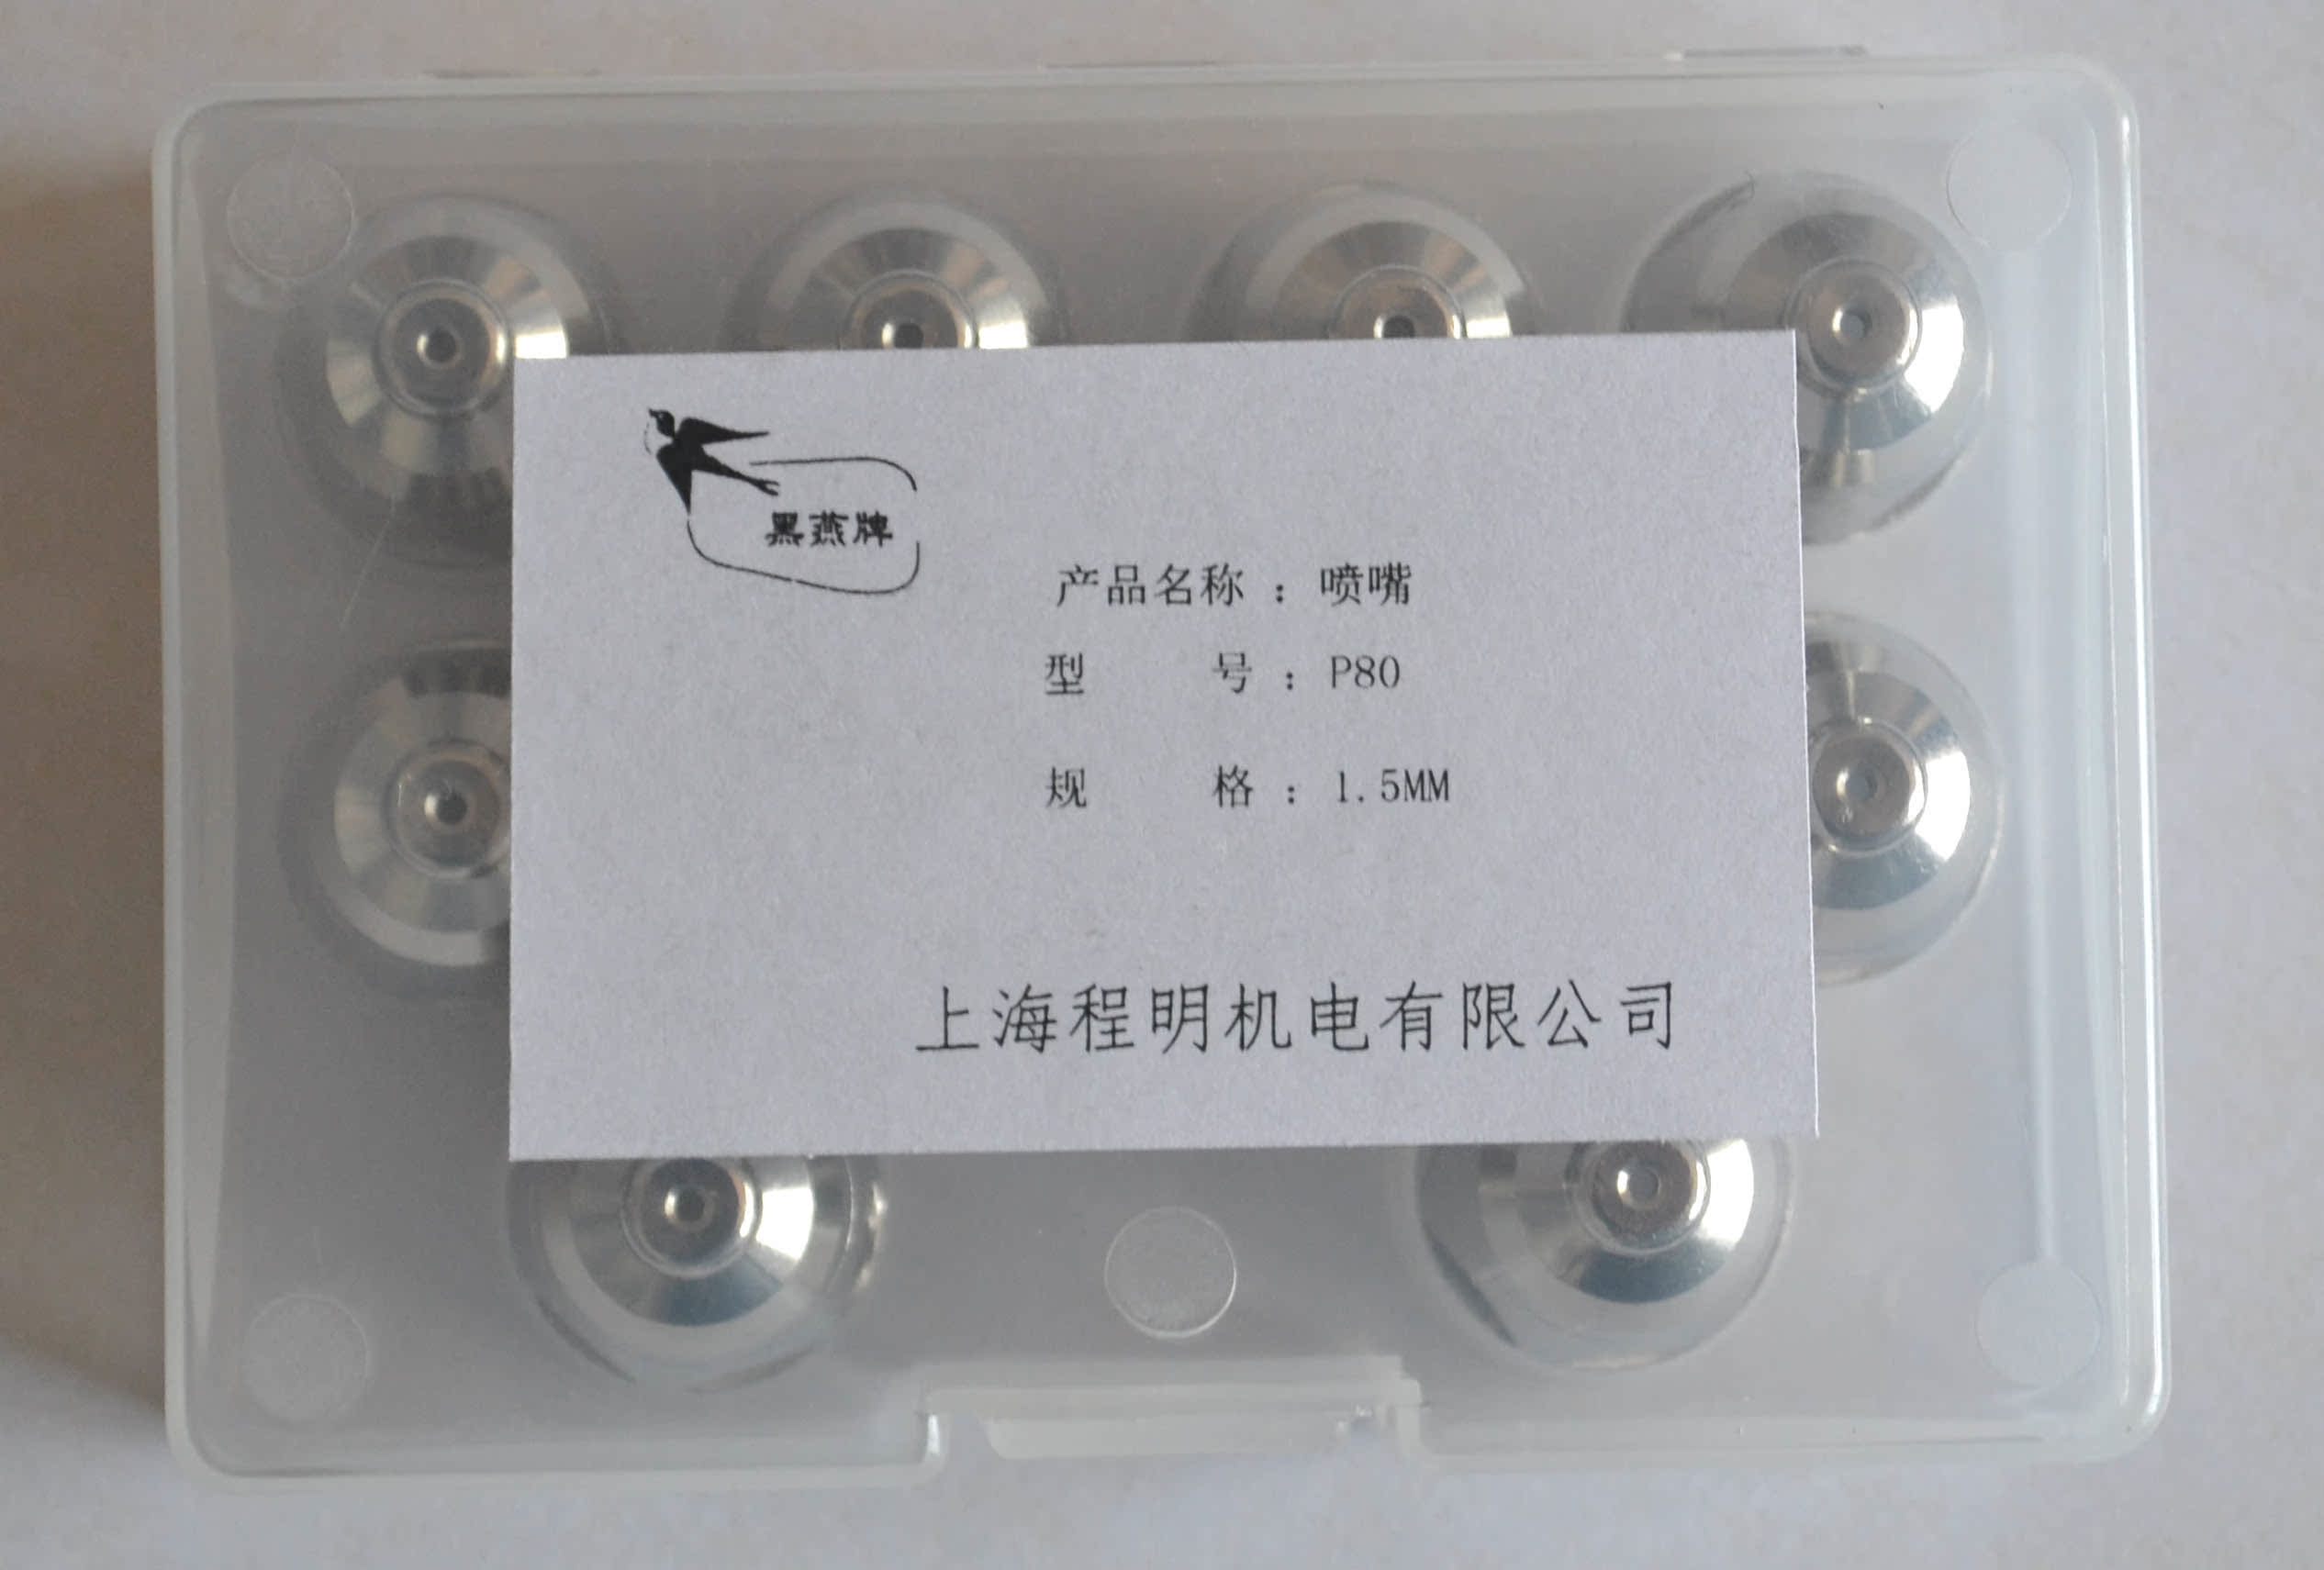 黑燕牌
产品名称：喷嘴
型 号：P80
规 格：1.5MM
上海程明机电有限公司